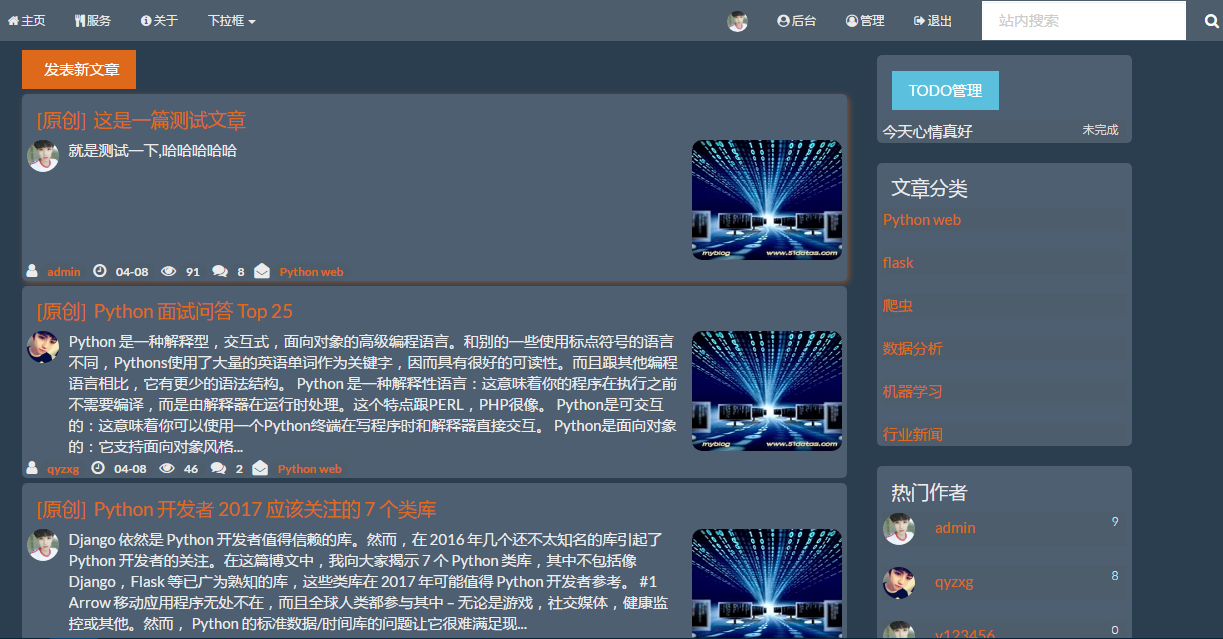 主页 服务 关于 下拉框 后台 管理 退出 站内搜索
发表新文章
[原创] 这是一篇测试文章
就是测试一下,哈哈哈哈哈
myblog www.51datas.com
admin 04-08 91 8 Python web
[原创] Python 面试问答 Top 25
Python 是一种解释型，交互式，面向对象的高级编程语言。和别的一些使用标点符号的语言
不同，Pythons使用了大量的英语单词作为关键字，因而具有很好的可读性。而且跟其他编程
语言相比，它有更少的语法结构。 Python 是一种解释性语言：这意味着你的程序在执行之前
不需要编译，而是由解释器在运行时处理。这个特点跟PERL，PHP很像。 Python是可交互
的：这意味着你可以使用一个Python终端在写程序时和解释器直接交互。 Python是面向对象
的：它支持面向对象风格...
myblog www.51datas.com
qyzxg 04-08 46 2 Python web
[原创] Python 开发者 2017 应该关注的 7 个类库
Django 依然是 Python 开发者值得信赖的库。然而，在 2016 年几个还不太知名的库引起了
Python 开发者的关注。在这篇博文中，我向大家揭示 7 个 Python 类库，其中不包括像
Django，Flask 等已广为熟知的库，这些类库在 2017 年可能值得 Python 开发者参考。 #1
Arrow 移动应用程序无处不在，而且全球人类都参与其中 – 无论是游戏，社交媒体，健康监
控或其他。然而， Python 的标准数据/时间库的问题让它很难满足现...
TODO管理
今天心情真好 未完成
文章分类
Python web
flask
爬虫
数据分析
机器学习
行业新闻
热门作者
admin 9
qyzxg 8
v123456 0